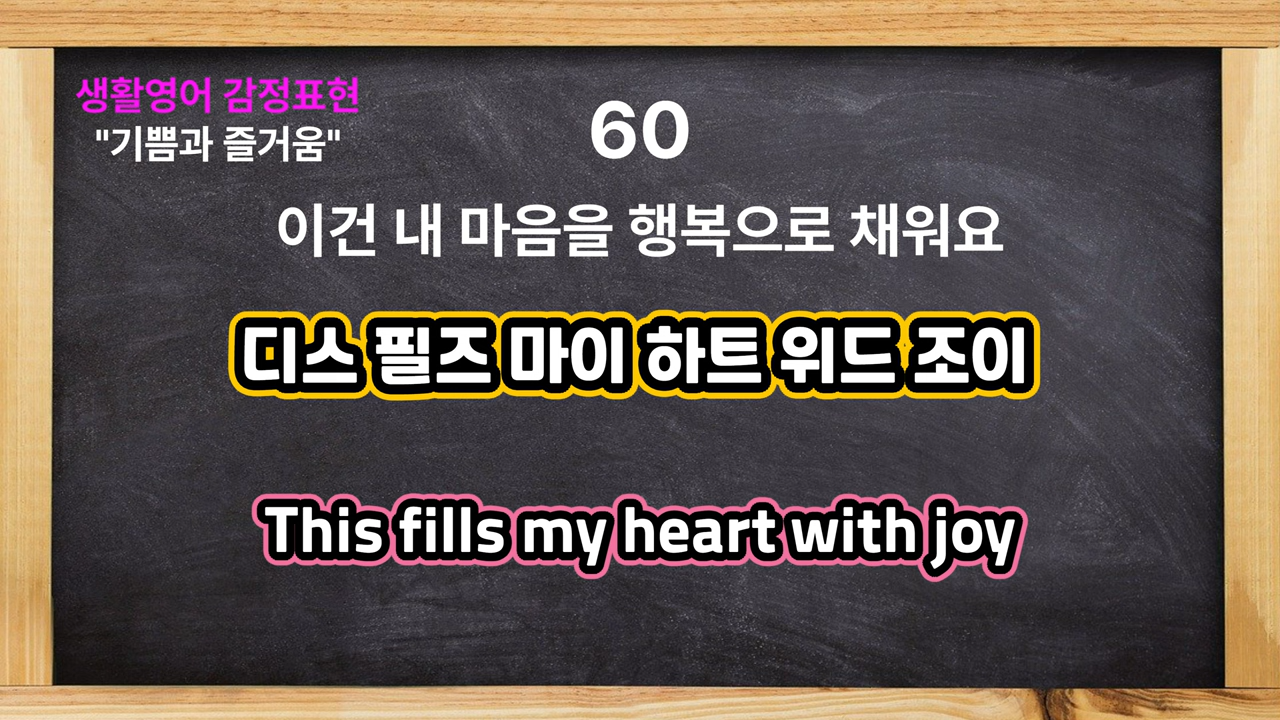 생활영어 감정표현
"기쁨과 즐거움"
60
이건 내 마음을 행복으로 채워요
디스 필즈 마이 하트 위드 조이
This fills my heart with joy